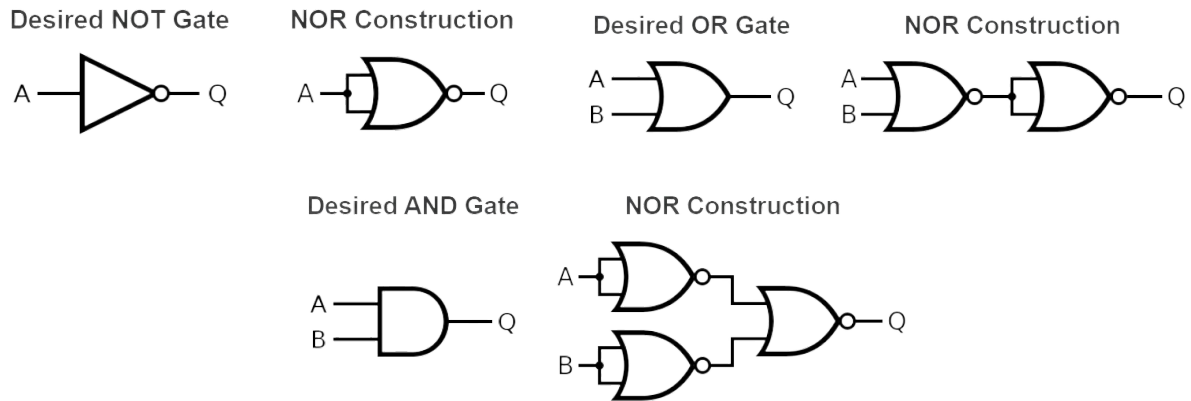 Desired NOT Gate
NOR Construction
Desired OR Gate
NOR Construction
A
Q
A
Q
A
B
Q
A
B
Q
Desired AND Gate
NOR Construction
A
B
Q
A
B
Q